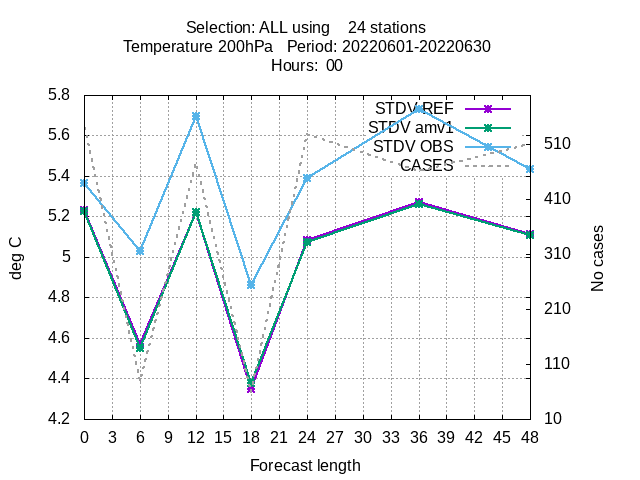 Selection: ALL using 24 stations
Temperature 200hPa Period: 20220601-20220630
Hours: 00
5.8
5.6
5.4
5.2
5
4.8
4.6
4.4
4.2
deg C
STDV REF
STDV amv1
STDV OBS
CASES
510
410
310
210
110
10
No cases
0 3 6 9 12 15 18 21 24 27 30 33 36 39 42 45 48
Forecast length